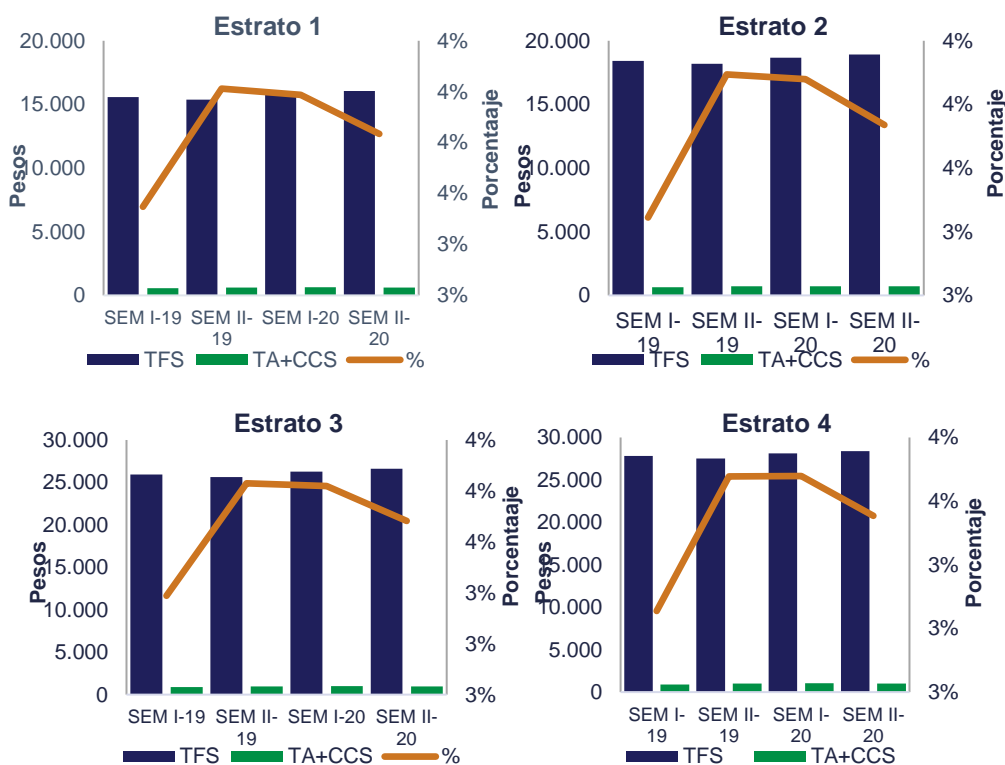 Estrato 1
20.000
15.000
10.000
5.000
0
Pesos
4%
4%
4%
4%
3%
3%
Porcentaaje
SEM I-19 SEM II-19 SEM I-20 SEM II-20
TFS TA+CCS %
Estrato 2
20.000
15.000
10.000
5.000
0
Pesos
4%
4%
4%
3%
3%
Porcentaje
SEM I-19 SEM II-19 SEM I-20 SEM II-20
TFS TA+CCS %
Estrato 3
30.000
25.000
20.000
15.000
10.000
5.000
0
Pesos
4%
4%
4%
3%
3%
3%
Porcentaaje
SEM I-19 SEM II-19 SEM I-20 SEM II-20
TFS TA+CCS %
Estrato 4
30.000
25.000
20.000
15.000
10.000
5.000
0
Pesos
4%
4%
3%
3%
3%
Porcentaje
SEM I-19 SEM II-19 SEM I-20 SEM II-20
TFS TA+CCS